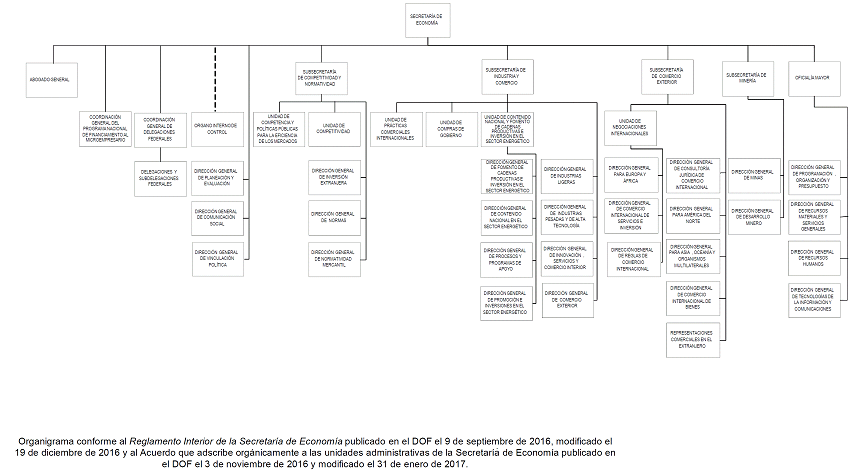 SECRETARÍA DE
ECONOMÍA
ABOGADO GENERAL
SUBSECRETARÍA
DE COMPETITIVIDAD Y
NORMATIVIDAD
SUBSECRETARÍA DE
INDUSTRIA Y
COMERCIO
SUBSECRETARÍA
DE COMERCIO
EXTERIOR
SUBSECRETARÍA DE
MINERÍA
OFICIALÍA MAYOR
COORDINACIÓN
GENERAL DEL
PROGRAMA NACIONAL
DE FINANCIAMIENTO AL
MICROEMPRESARIO
COORDINACIÓN
GENERAL DE
DELEGACIONES
FEDERALES
ORGANO INTERNO DE
CONTROL
UNIDAD DE
COMPETENCIA Y
POLÍTICAS PÚBLICAS
PARA LA EFICIENCIA
DE LOS MERCADOS
UNIDAD DE
COMPETIVIDAD
UNIDAD DE
PRÁCTICAS
COMERCIALES
INTERNACIONALES
UNIDAD DE
COMPRAS DE
GOBIERNO
UNIDAD DE CONTENIDO
NACIONAL Y FOMENTO
DE CADENAS
PRODUCTIVAS E
INVERSIÓN EN EL
SECTOR ENERGÉTICO
UNIDAD DE
NEGOCIACIONES
INTERNACIONALES
DELEGACIONES Y
SUBDELEGACIONES
FEDERALES
DIRECCIÓN GENERAL
DE PLANEACIÓN Y
EVALUACIÓN
DIRECCIÓN GENERAL
DE COMUNICACIÓN
SOCIAL
DIRECCIÓN GENERAL
DE VINCULACIÓN
POLÍTICA
DIRECCIÓN GENERAL
DE INVERSIÓN
EXTRANJERA
DIRECCIÓN GENERAL
DE NORMAS
DIRECCIÓN GENERAL
DE NORMATIVIDAD
MERCANTIL
DIRECCIÓN GENERAL
DE FOMENTO DE
CADENAS
PRODUCTIVAS E
INVERSIÓN EN EL
SECTOR ENERGÉTICO
DIRECCIÓN GENERAL
DE CONTENIDO
NACIONAL EN EL
SECTOR ENERGÉTICO
DIRECCIÓN GENERAL
DE PROCESOS Y
PROGRAMAS DE
APOYO
DIRECCIÓN GENERAL
DE PROMOCIÓN E
INVERSIONES EN EL
SECTOR ENERGÉTICO
DIRECCIÓN GENERAL
DE INDUSTRIAS
LIGERAS
DIRECCIÓN GENERAL
DE INDUSTRIAS
PESADAS Y DE ALTA
TECNOLOGÍA
DIRECCIÓN GENERAL
DE INNOVACIÓN ,
SERVICIOS Y
COMERCIO INTERIOR
DIRECCIÓN GENERAL
DE COMERCIO
EXTERIOR
DIRECCIÓN GENERAL
PARA EUROPA Y
ÁFRICA
DIRECCIÓN GENERAL
DE COMERCIO
INTERNACIONAL DE
SERVICIOS E
INVERSIÓN
DIRECCIÓN GENERAL
DE REGLAS DE
COMERCIO
INTERNACIONAL
DIRECCIÓN GENERAL
DE CONSULTORÍA
JURÍDICA DE
COMERCIO
INTERNACIONAL
DIRECCIÓN GENERAL
PARA AMÉRICA DEL
NORTE
DIRECCIÓN GENERAL
PARA ASIA , OCEANIA Y
ORGANISMOS
MULTILATERALES
DIRECCIÓN GENERAL
DE COMERCIO
INTERNACIONAL DE
BIENES
REPRESENTACIONES
COMERCIALES EN EL
EXTRANJERO
DIRECCIÓN GENERAL
DE MINAS
DIRECCIÓN GENERAL
DE DESARROLLO
MINERO
DIRECCIÓN GENERAL
DE PROGRAMACIÓN ,
ORGANIZACIÓN Y
PRESUPUESTO
DIRECCIÓN GENERAL
DE RECURSOS
MATERIALES Y
SERVICIOS
GENERALES
DIRECCIÓN GENERAL
DE RECURSOS
HUMANOS
DIRECCIÓN GENERAL
DE TECNOLOGÍAS DE
LA INFORMACIÓN Y
COMUNICACIONES
Organigrama conforme al Reglamento Interior de la Secretaría de Economía publicado en el DOF el 9 de septiembre de 2016, modificado el
19 de diciembre de 2016 y al Acuerdo que adscribe orgánicamente a las unidades administrativas de la Secretaría de Economía publicado en
el DOF el 3 de noviembre de 2016 y modificado el 31 de enero de 2017.